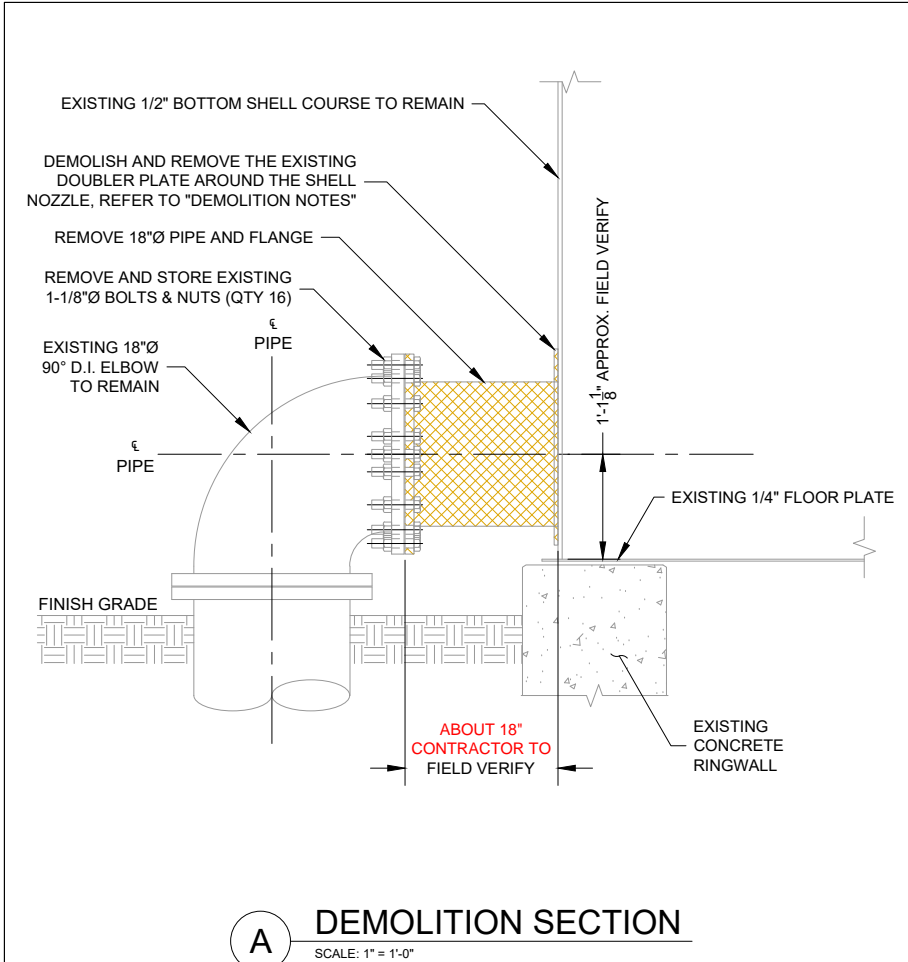 EXISTING 1/2" BOTTOM SHELL COURSE TO REMAIN
DEMOLISH AND REMOVE THE EXISTING
DOUBLER PLATE AROUND THE SHELL
NOZZLE, REFER TO "DEMOLITION NOTES"
REMOVE 18"Ø PIPE AND FLANGE
REMOVE AND STORE EXISTING
1-1/8"Ø BOLTS & NUTS (QTY 16)
℄
PIPE
EXISTING 18"Ø
90° D.I. ELBOW
TO REMAIN
℄
PIPE
1'-1 1/8" APPROX. FIELD VERIFY
EXISTING 1/4" FLOOR PLATE
FINISH GRADE
ABOUT 18"
CONTRACTOR TO
FIELD VERIFY
EXISTING
CONCRETE
RINGWALL
A
DEMOLITION SECTION
SCALE: 1" = 1'-0"